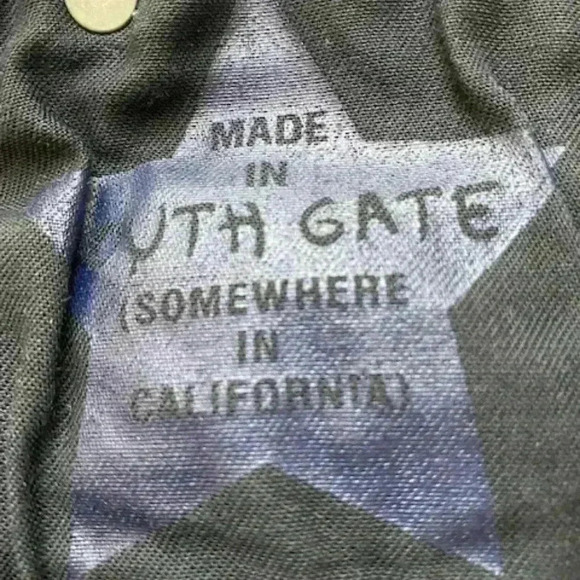 MADE
IN
UTH GATE
(SOMEWHERE
IN
CALIFORNIA)